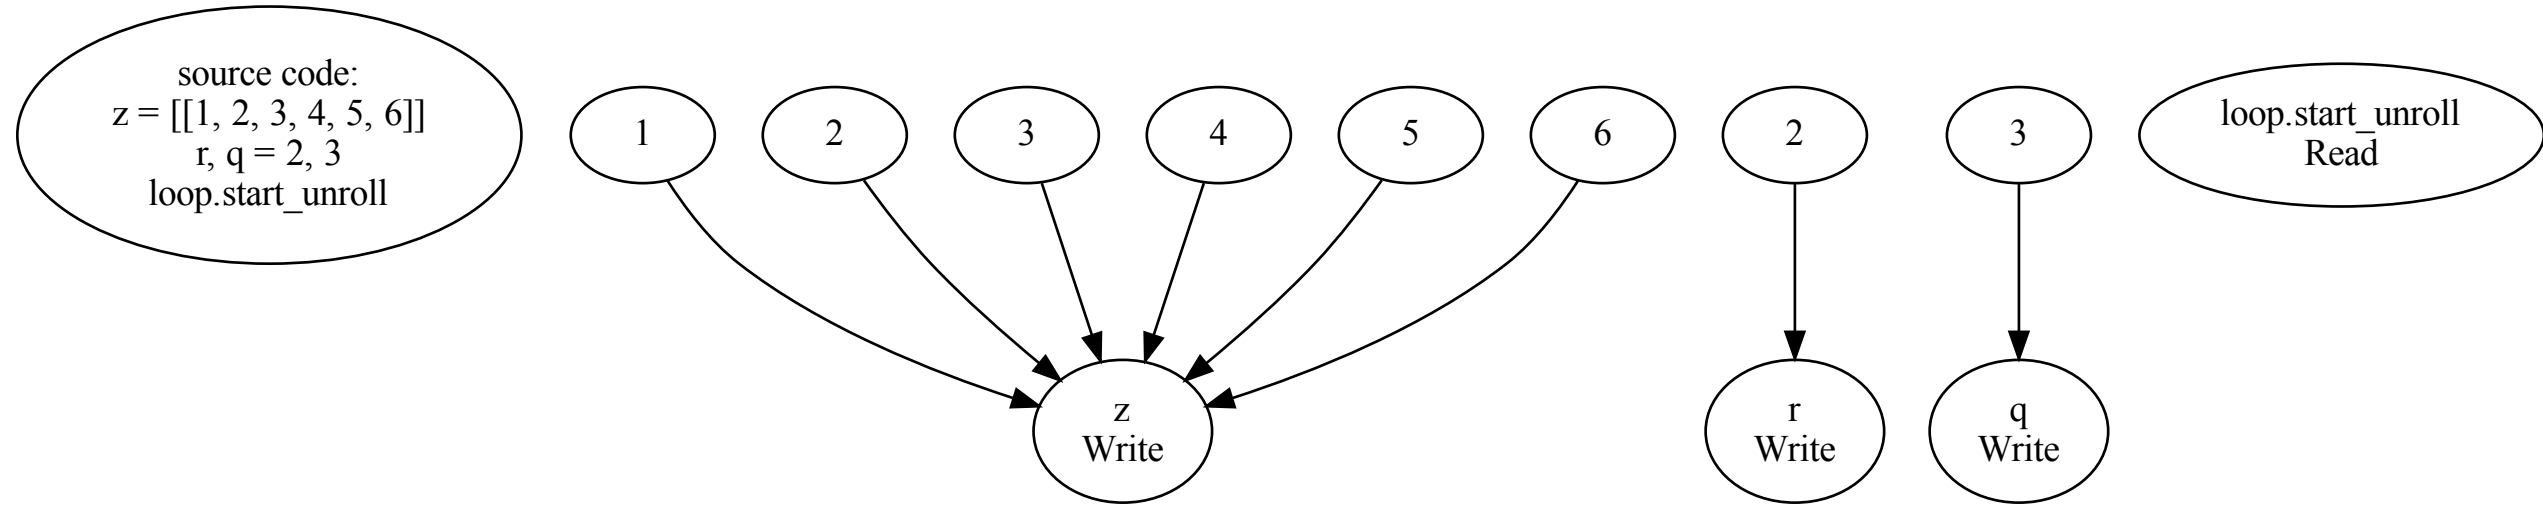 source code:
z = [[1, 2, 3, 4, 5, 6]]
r, q = 2, 3
loop.start_unroll
1
2
3
4
5
6
2
3
loop.start_unroll
Read
z
Write
r
Write
q
Write